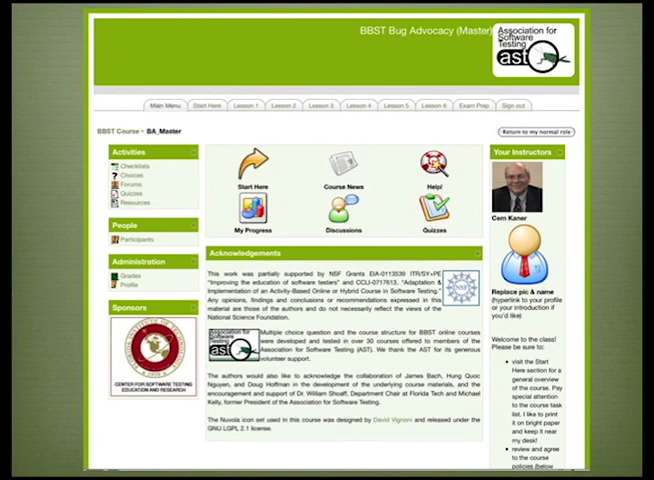 BBST Bug Advocacy (Master)
Association for
Software
Testing
ast
Main Menu
Start Here
Lesson 1
Lesson 2
Lesson 3
Lesson 4
Lesson 5
Lesson 6
Exam Prep
Sign out
BBST Course • BA_Master
Return to my normal role
Activities
Checklists
Choices
Forums
Quizzes
Resources
People
Participants
Administration
Grades
Profile
Sponsors
CENTER FOR SOFTWARE TESTING
EDUCATION AND RESEARCH
Start Here
Course News
Help!
My Progress
Discussions
Quizzes
Acknowledgements
This work was partially supported by NSF Grants EIA-0113539 ITR/SY+PE
"Improving the education of software testers" and CCLI-0717613, "Adaptation &
Implementation of an Activity-Based Online or Hybrid Course in Software Testing."
Any opinions, findings and conclusions or recommendations expressed in this
material are those of the authors and do not necessarily reflect the views of the
National Science Foundation.
NSF
Association for
Software
Testing
ast
Multiple choice question and the course structure for BBST online courses
were developed and tested in over 30 courses offered to members of the
Association for Software Testing (AST). We thank the AST for its generous
volunteer support.
The authors would also like to acknowledge the collaboration of James Bach, Hung Quoc
Nguyen, and Doug Hoffman in the development of the underlying course materials, and the
encouragement and support of Dr. William Shoaff, Department Chair at Florida Tech and Michael
Kelly, former President of the Association for Software Testing.
The Nuvola icon set used in this course was designed by David Vignoni and released under the
GNU LGPL 2.1 license.
Your Instructors
Cem Kaner
Replace pic & name
(hyperlink to your profile
or your introduction if
you'd like)
Welcome to the class!
Please be sure to:
• visit the Start
Here section for a
general overview
of the course. Pay
special attention
to the course task
list. I like to print
it on bright paper
and keep it near
my desk!
• review and agree
to the course
policies (below